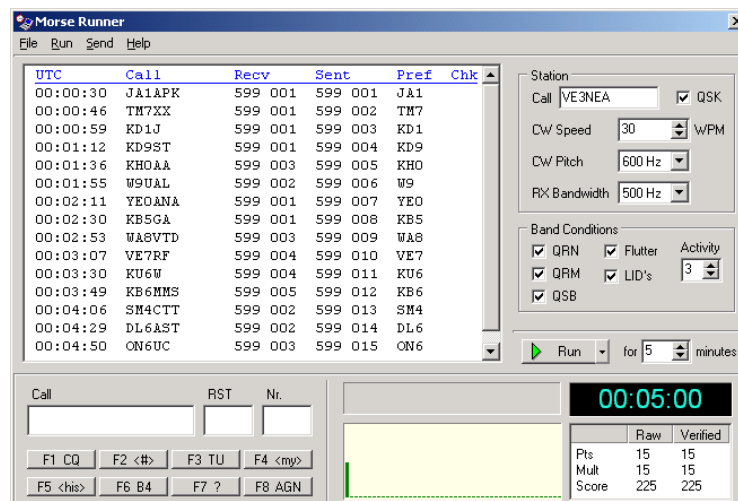 Morse Runner
File Run Send Help
UTC Call Recv Sent Pref Chk
00:00:30 JA1APK 599 001 599 001 JA1
00:00:46 TM7XX 599 001 599 002 TM7
00:00:59 KD1J 599 001 599 003 KD1
00:01:12 KD9ST 599 001 599 004 KD9
00:01:36 KH0AA 599 003 599 005 KH0
00:01:55 W9UAL 599 002 599 006 W9
00:02:11 YE0ANA 599 001 599 007 YE0
00:02:30 KB5GA 599 001 599 008 KB5
00:02:53 WA8VTD 599 003 599 009 WA8
00:03:07 VE7RF 599 004 599 010 VE7
00:03:30 KU6W 599 004 599 011 KU6
00:03:49 KB6MMS 599 005 599 012 KB6
00:04:06 SM4CTT 599 002 599 013 SM4
00:04:29 DL6AST 599 002 599 014 DL6
00:04:50 ON6UC 599 003 599 015 ON6
Station
Call VE3NEA QSK
CW Speed 30 WPM
CW Pitch 600 Hz
RX Bandwidth 500 Hz
Band Conditions
QRN Flutter Activity
QRM LID's 3
QSB
Run for 5 minutes
Call RST Nr.
F1 CQ F2 <#> F3 TU F4 <my>
F5 <his> F6 B4 F7 ? F8 AGN
00:05:00
Raw Verified
Pts 15 15
Mult 15 15
Score 225 225